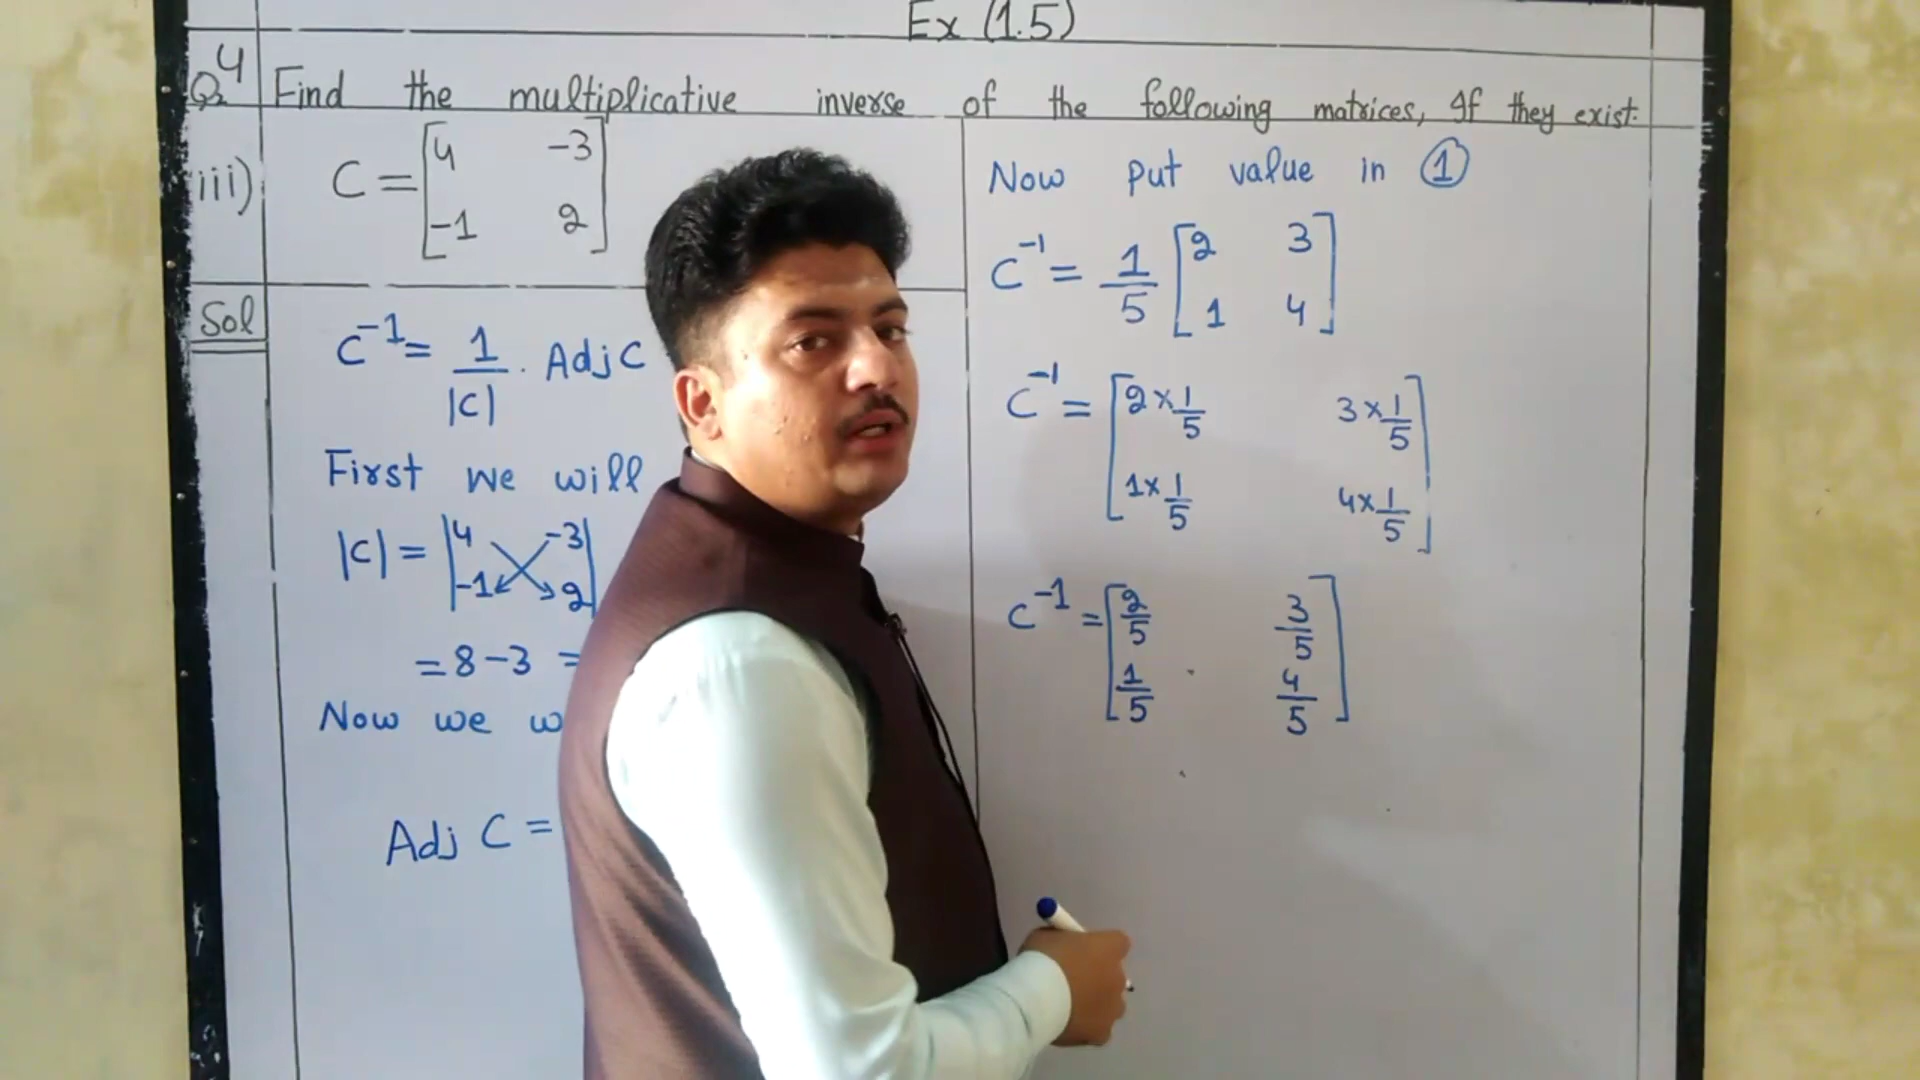 Ex (1.5)
Q4 Find the multiplicative inverse of the following matrices, If they exist.
iii) C = [4 -3
-1 2]
Sol
C⁻¹ = 1/|C| . Adj C
First we will
|C| = |4 -3
-1 2|
= 8 - 3 =
Now we w
Adj C =
Now put value in ①
C⁻¹ = 1/5 [2 3
1 4]
C⁻¹ = [2 × 1/5 3 × 1/5
1 × 1/5 4 × 1/5]
C⁻¹ = [2/5 3/5
1/5 4/5]